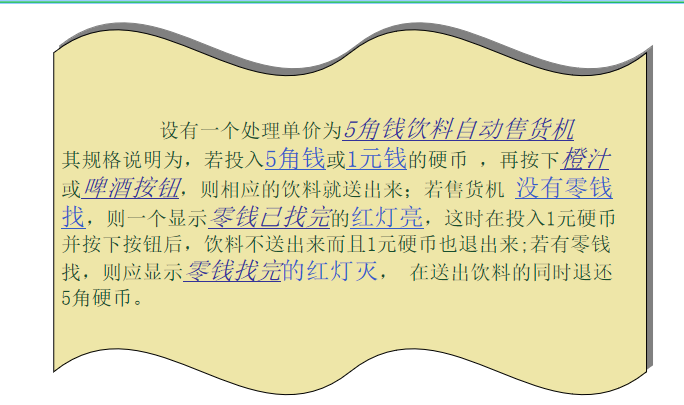 设有一个处理单价为5角钱饮料自动售货机
其规格说明为，若投入5角钱或1元钱的硬币 ，再按下橙汁
或啤酒按钮，则相应的饮料就送出来；若售货机 没有零钱
找，则一个显示零钱已找完的红灯亮，这时在投入1元硬币
并按下按钮后，饮料不送出来而且1元硬币也退出来;若有零钱
找，则应显示零钱找完的红灯灭， 在送出饮料的同时退还
5角硬币。